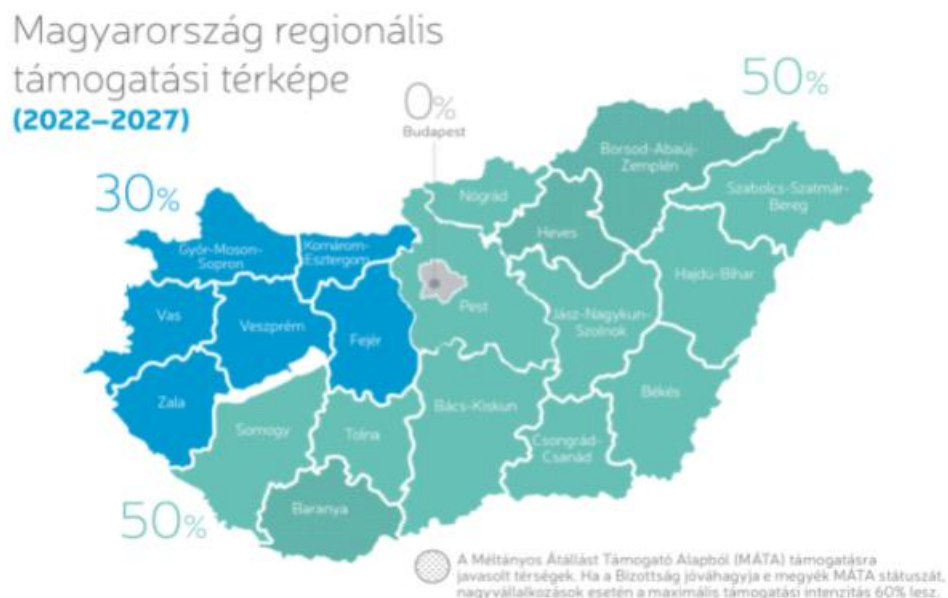 Magyarország regionális
támogatási térképe
(2022–2027)
0%
Budapest
50%
30%
Borsod-Abaúj-
Zemplén
Szabolcs-Szatmár-
Bereg
Nógrád
Heves
Győr-Moson-
Sopron
Komárom-
Esztergom
Hajdú-Bihar
Pest
Jász-Nagykun-
Szolnok
Vas
Veszprém
Fejér
Zala
Somogy
Tolna
Bács-Kiskun
Békés
Csongrád-
Csanád
Baranya
50%
A Méltányos Átállást Támogató Alapból (MÁTA) támogatásra
javasolt térségek. Ha a Bizottság jóváhagyja e megyék MÁTA státuszát,
nagyvállalkozások esetén a maximális támogatási intenzitás 60% lesz.